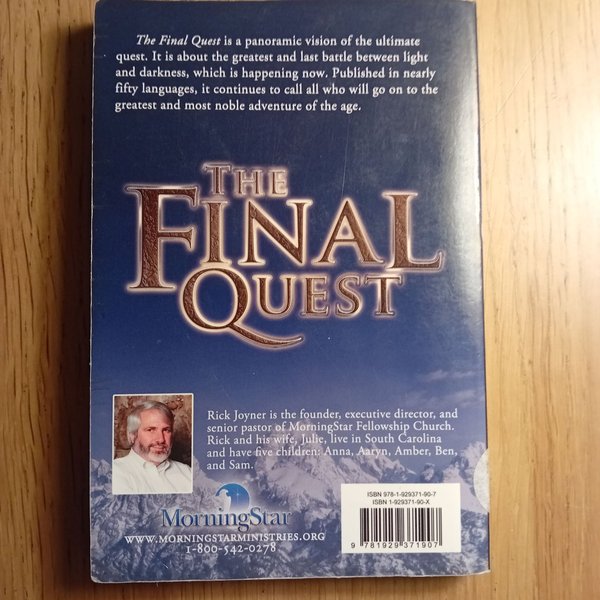 The Final Quest is a panoramic vision of the ultimate
quest. It is about the greatest and last battle between light
and darkness, which is happening now. Published in nearly
fifty languages, it continues to call all who will go on to the
greatest and most noble adventure of the age.
THE
FINAL
QUEST
Rick Joyner is the founder, executive director, and
senior pastor of MorningStar Fellowship Church.
Rick and his wife, Julie, live in South Carolina
and have five children: Anna, Aaryn, Amber, Ben,
and Sam.
MorningStar
WWW.MORNINGSTARMINISTRIES.ORG
1-800-542-0278
ISBN 978-1-929371-90-7
ISBN 1-929371-90-X
9 781929 371907